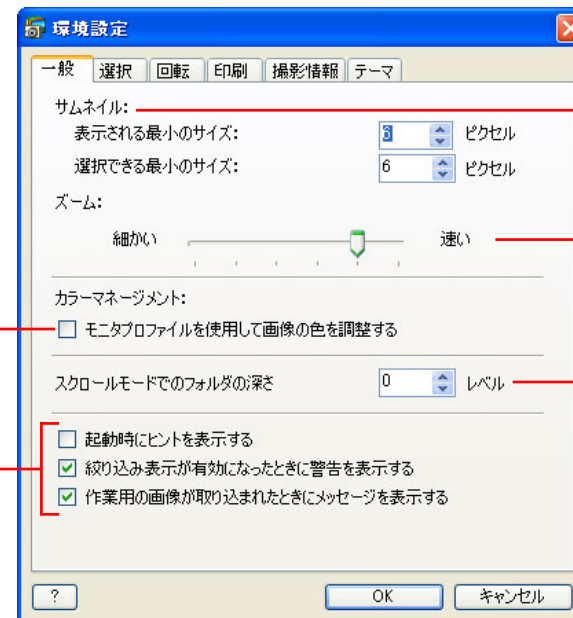 環境設定
一般 選択 回転 印刷 撮影情報 テーマ
サムネイル:
表示される最小のサイズ: 6 ピクセル
選択できる最小のサイズ: 6 ピクセル
ズーム:
細かい 速い
カラーマネージメント:
モニタプロファイルを使用して画像の色を調整する
スクロールモードでのフォルダの深さ 0 レベル
起動時にヒントを表示する
絞り込み表示が有効になったときに警告を表示する
作業用の画像が取り込まれたときにメッセージを表示する
? OK キャンセル